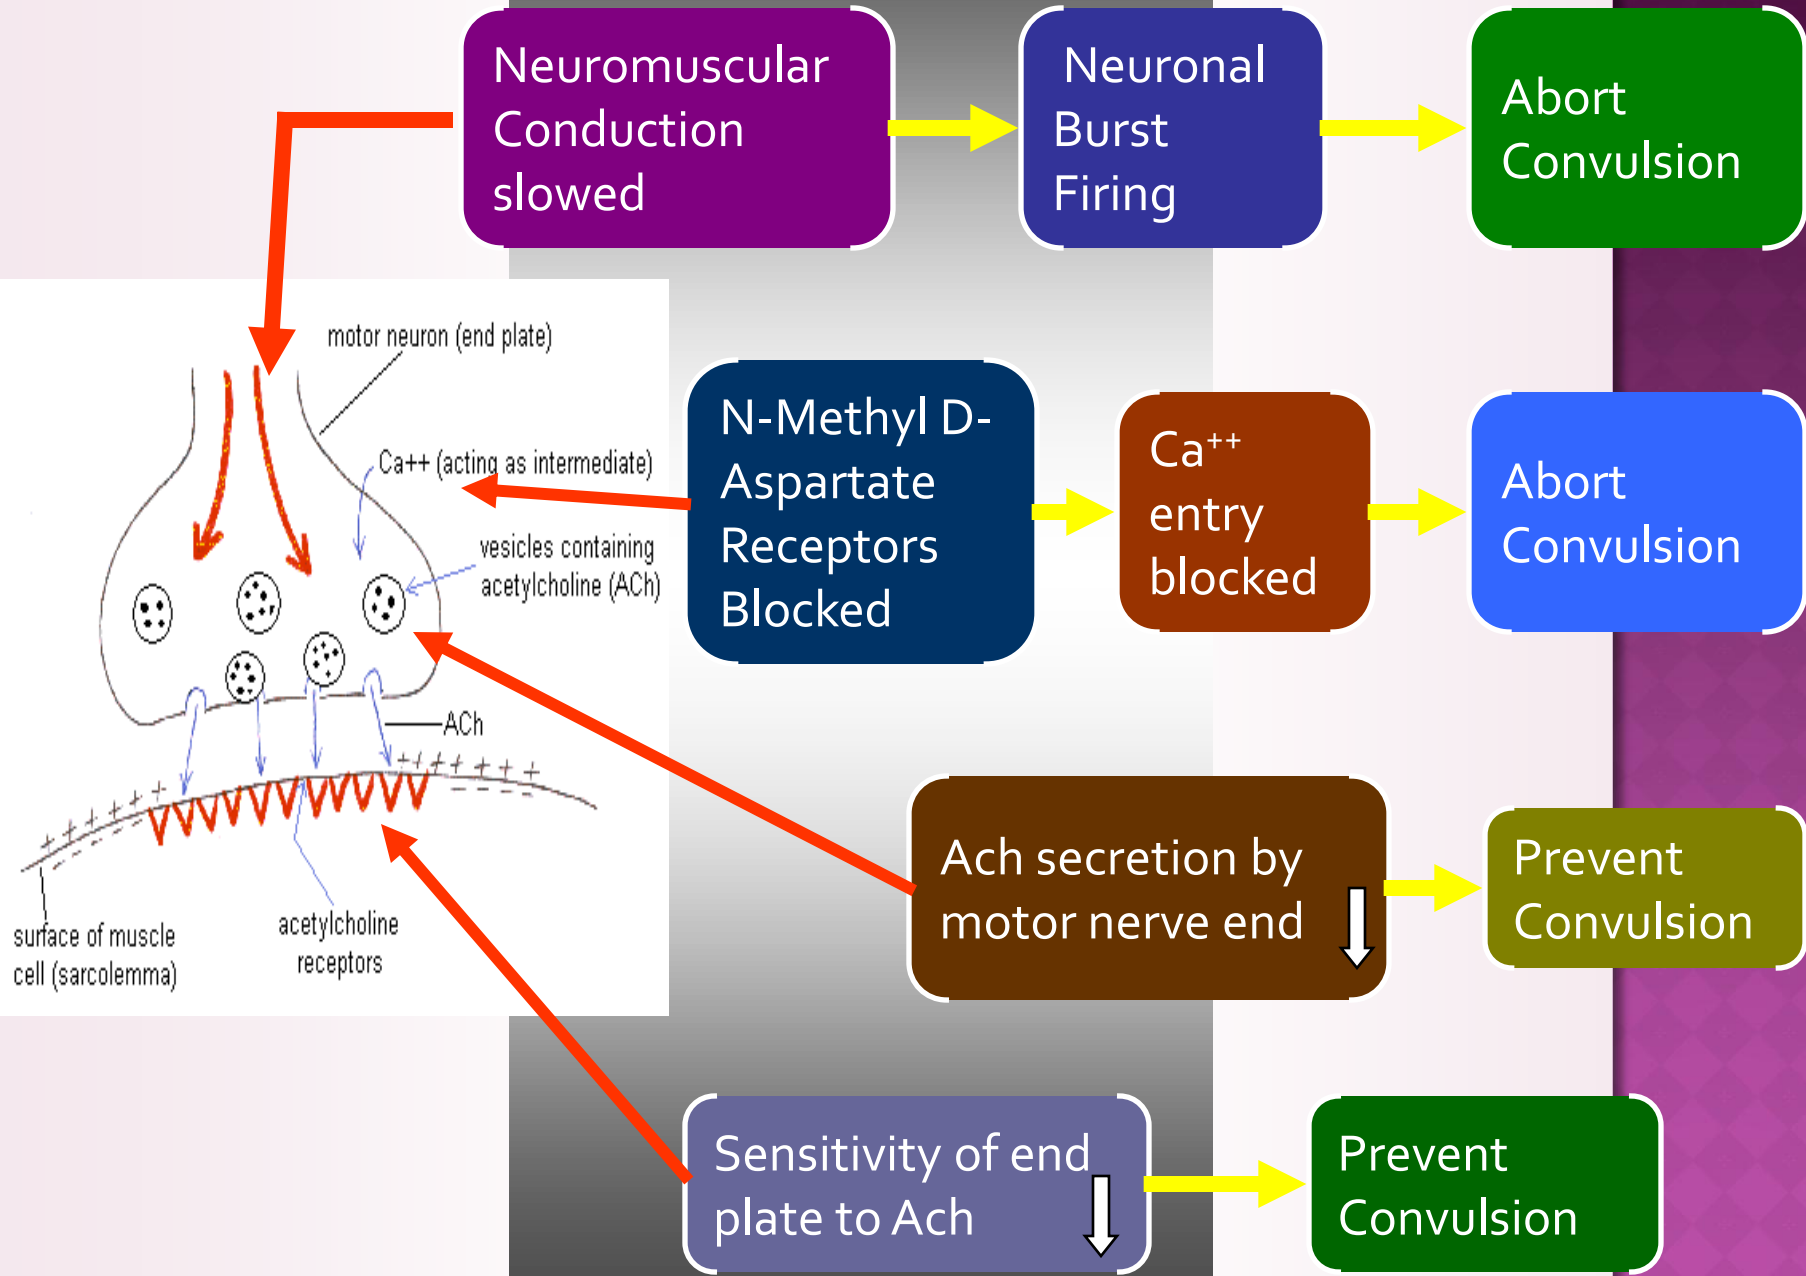 Neuromuscular
Conduction
slowed
Neuronal
Burst
Firing
Abort
Convulsion
motor neuron (end plate)
Ca++ (acting as intermediate)
vesicles containing
acetylcholine (ACh)
ACh
+ + + + + + +
+ + + + + +
acetylcholine
receptors
surface of muscle
cell (sarcolemma)
N-Methyl D-
Aspartate
Receptors
Blocked
Ca⁺⁺
entry
blocked
Abort
Convulsion
Ach secretion by
motor nerve end
Prevent
Convulsion
Sensitivity of end
plate to Ach
Prevent
Convulsion